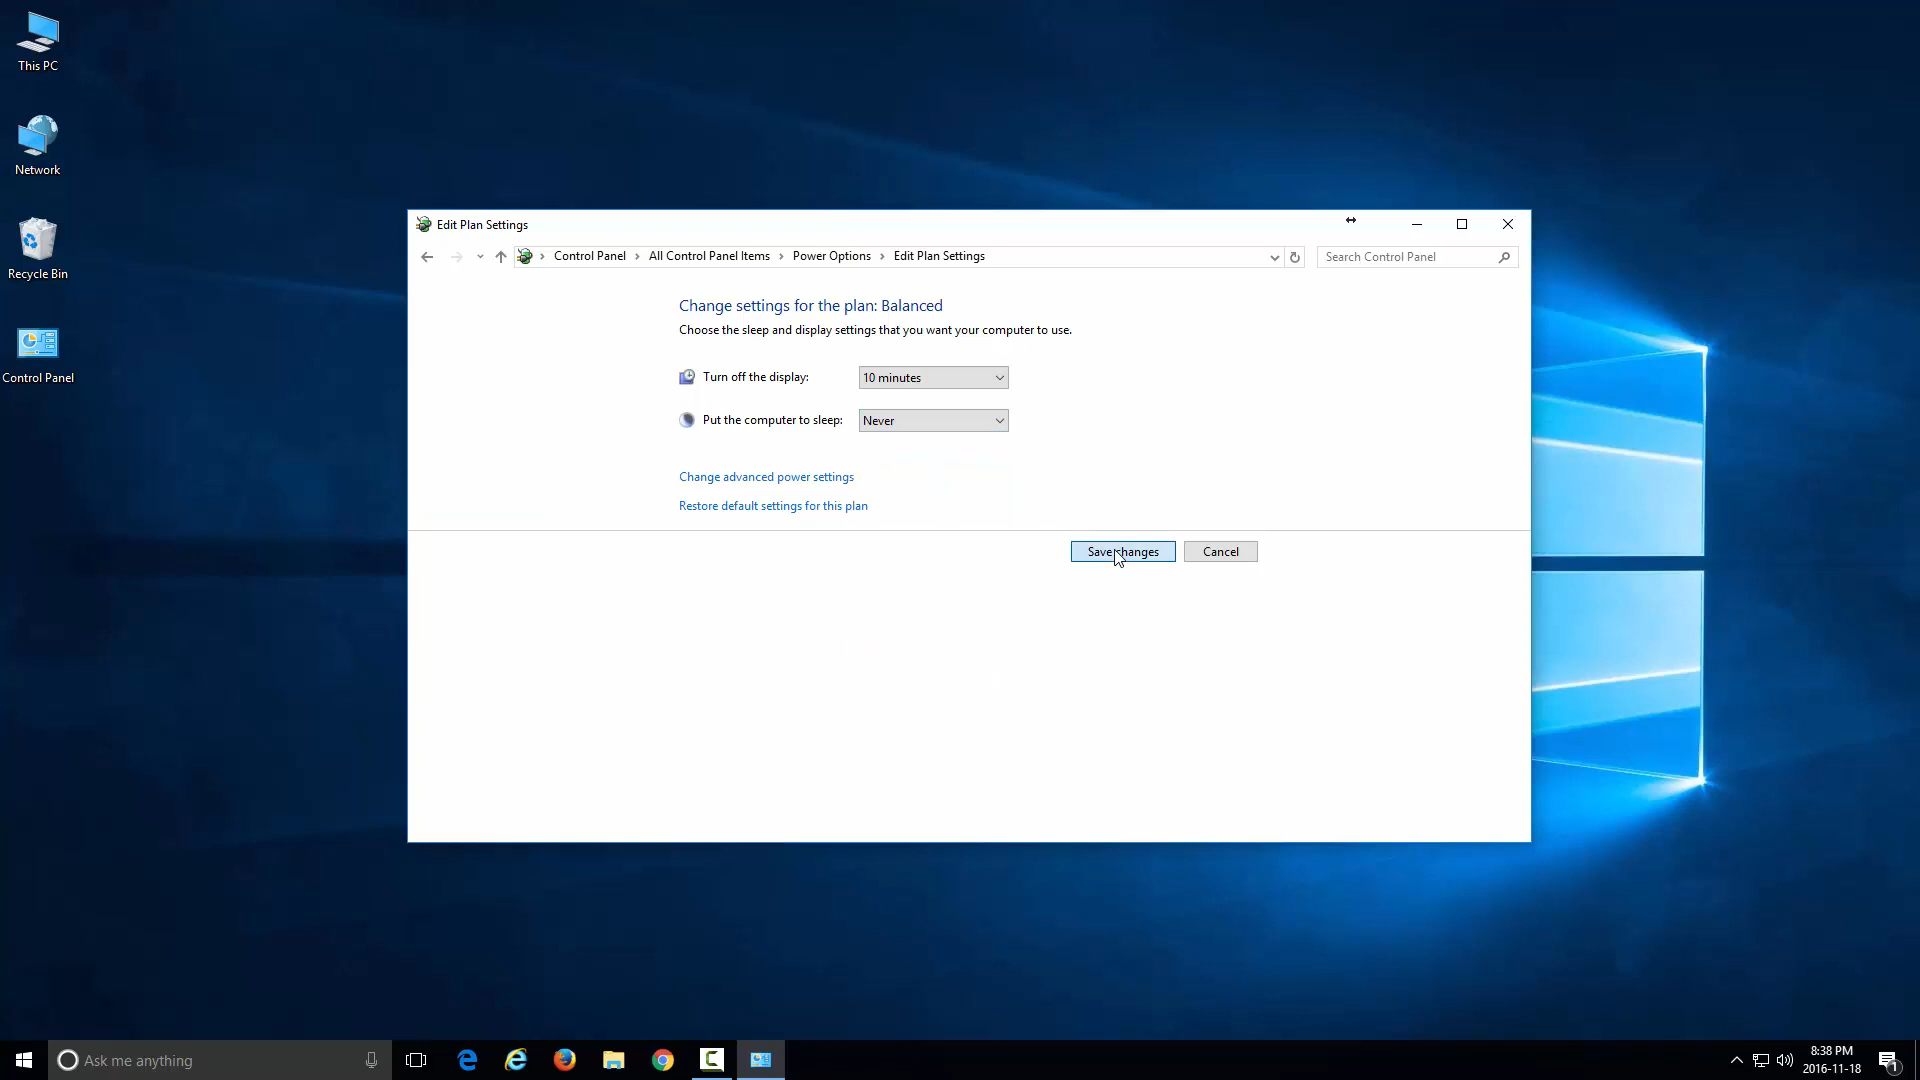 This PC
Network
Recycle Bin
Control Panel
Edit Plan Settings
Control Panel All Control Panel Items Power Options Edit Plan Settings
Search Control Panel
Change settings for the plan: Balanced
Choose the sleep and display settings that you want your computer to use.
Turn off the display: 10 minutes
Put the computer to sleep: Never
Change advanced power settings
Restore default settings for this plan
Save changes Cancel
Ask me anything
8:38 PM
2016-11-18
1